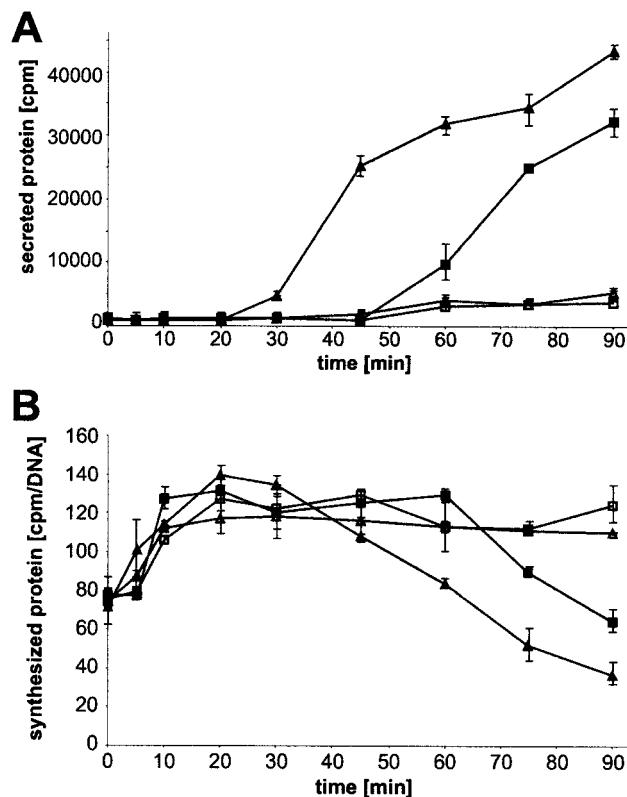 A
secreted protein [cpm]
40000
30000
20000
10000
0
0 10 20 30 40 50 60 70 80 90
time [min]
B
synthesized protein [cpm/DNA]
160
140
120
100
80
60
40
20
0
0 10 20 30 40 50 60 70 80 90
time [min]